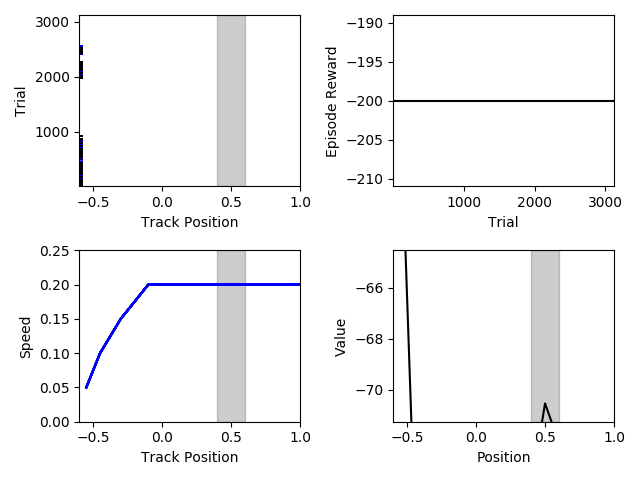 3000
2000
1000
Trial
−0.5 0.0 0.5 1.0
Track Position
−190
−195
−200
−205
−210
Episode Reward
1000 2000 3000
Trial
0.25
0.20
0.15
0.10
0.05
0.00
Speed
−0.5 0.0 0.5 1.0
Track Position
−66
−68
−70
Value
−0.5 0.0 0.5 1.0
Position